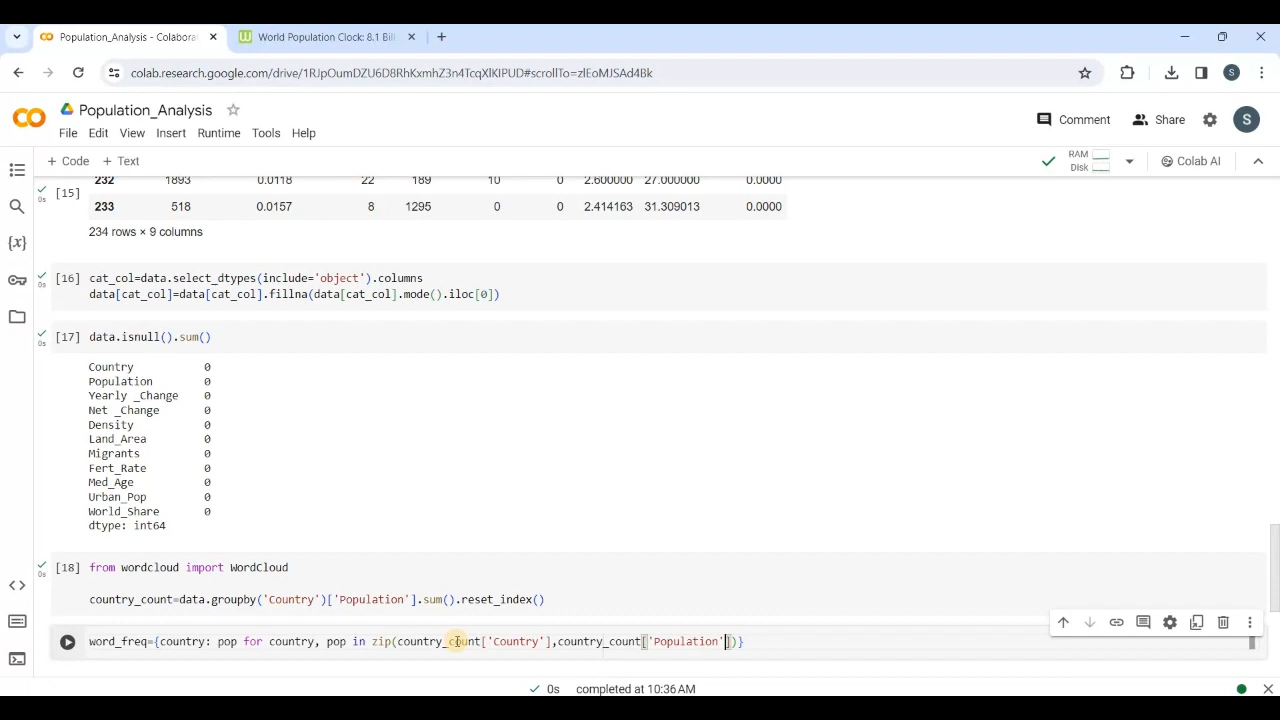 Population_Analysis - Colabora
World Population Clock: 8.1 Bil
colab.research.google.com/drive/1RJpOumDZU6D8RhKxmhZ3n4TcqXlKIPUD#scrollTo=zlEoMJSAd4Bk
S
Population_Analysis
File Edit View Insert Runtime Tools Help
Comment
Share
S
+ Code + Text
RAM
Disk
Colab AI
232 1893 0.0118 22 189 10 0 2.600000 27.000000 0.0000
0s
[15]
233 518 0.0157 8 1295 0 0 2.414163 31.309013 0.0000
234 rows × 9 columns
0s
[16] cat_col=data.select_dtypes(include='object').columns
data[cat_col]=data[cat_col].fillna(data[cat_col].mode().iloc[0])
0s
[17] data.isnull().sum()
Country 0
Population 0
Yearly _Change 0
Net _Change 0
Density 0
Land_Area 0
Migrants 0
Fert_Rate 0
Med_Age 0
Urban_Pop 0
World_Share 0
dtype: int64
0s
[18] from wordcloud import WordCloud
country_count=data.groupby('Country')['Population'].sum().reset_index()
word_freq={country: pop for country, pop in zip(country_count['Country'],country_count['Population'])}
0s completed at 10:36 AM